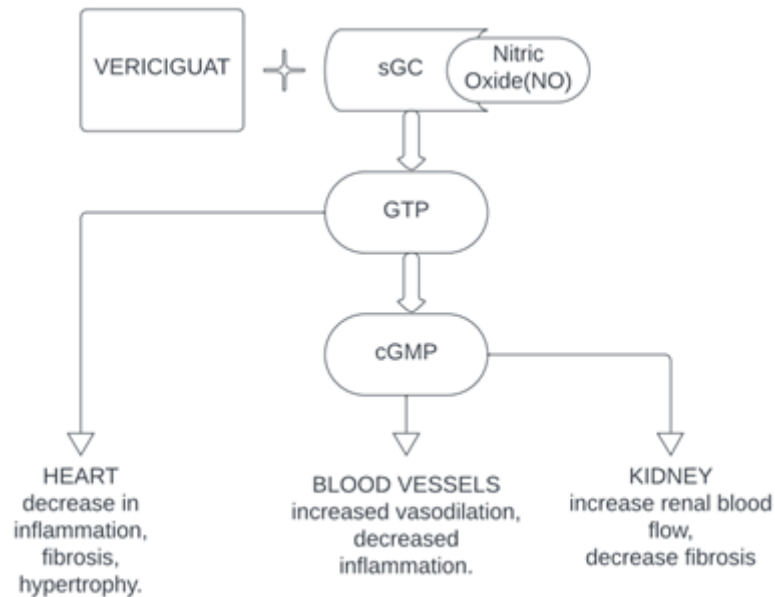 VERICIGUAT
sGC
Nitric
Oxide(NO)
GTP
cGMP
HEART
decrease in
inflammation,
fibrosis,
hypertrophy.
BLOOD VESSELS
increased vasodilation,
decreased
inflammation.
KIDNEY
increase renal blood
flow,
decrease fibrosis